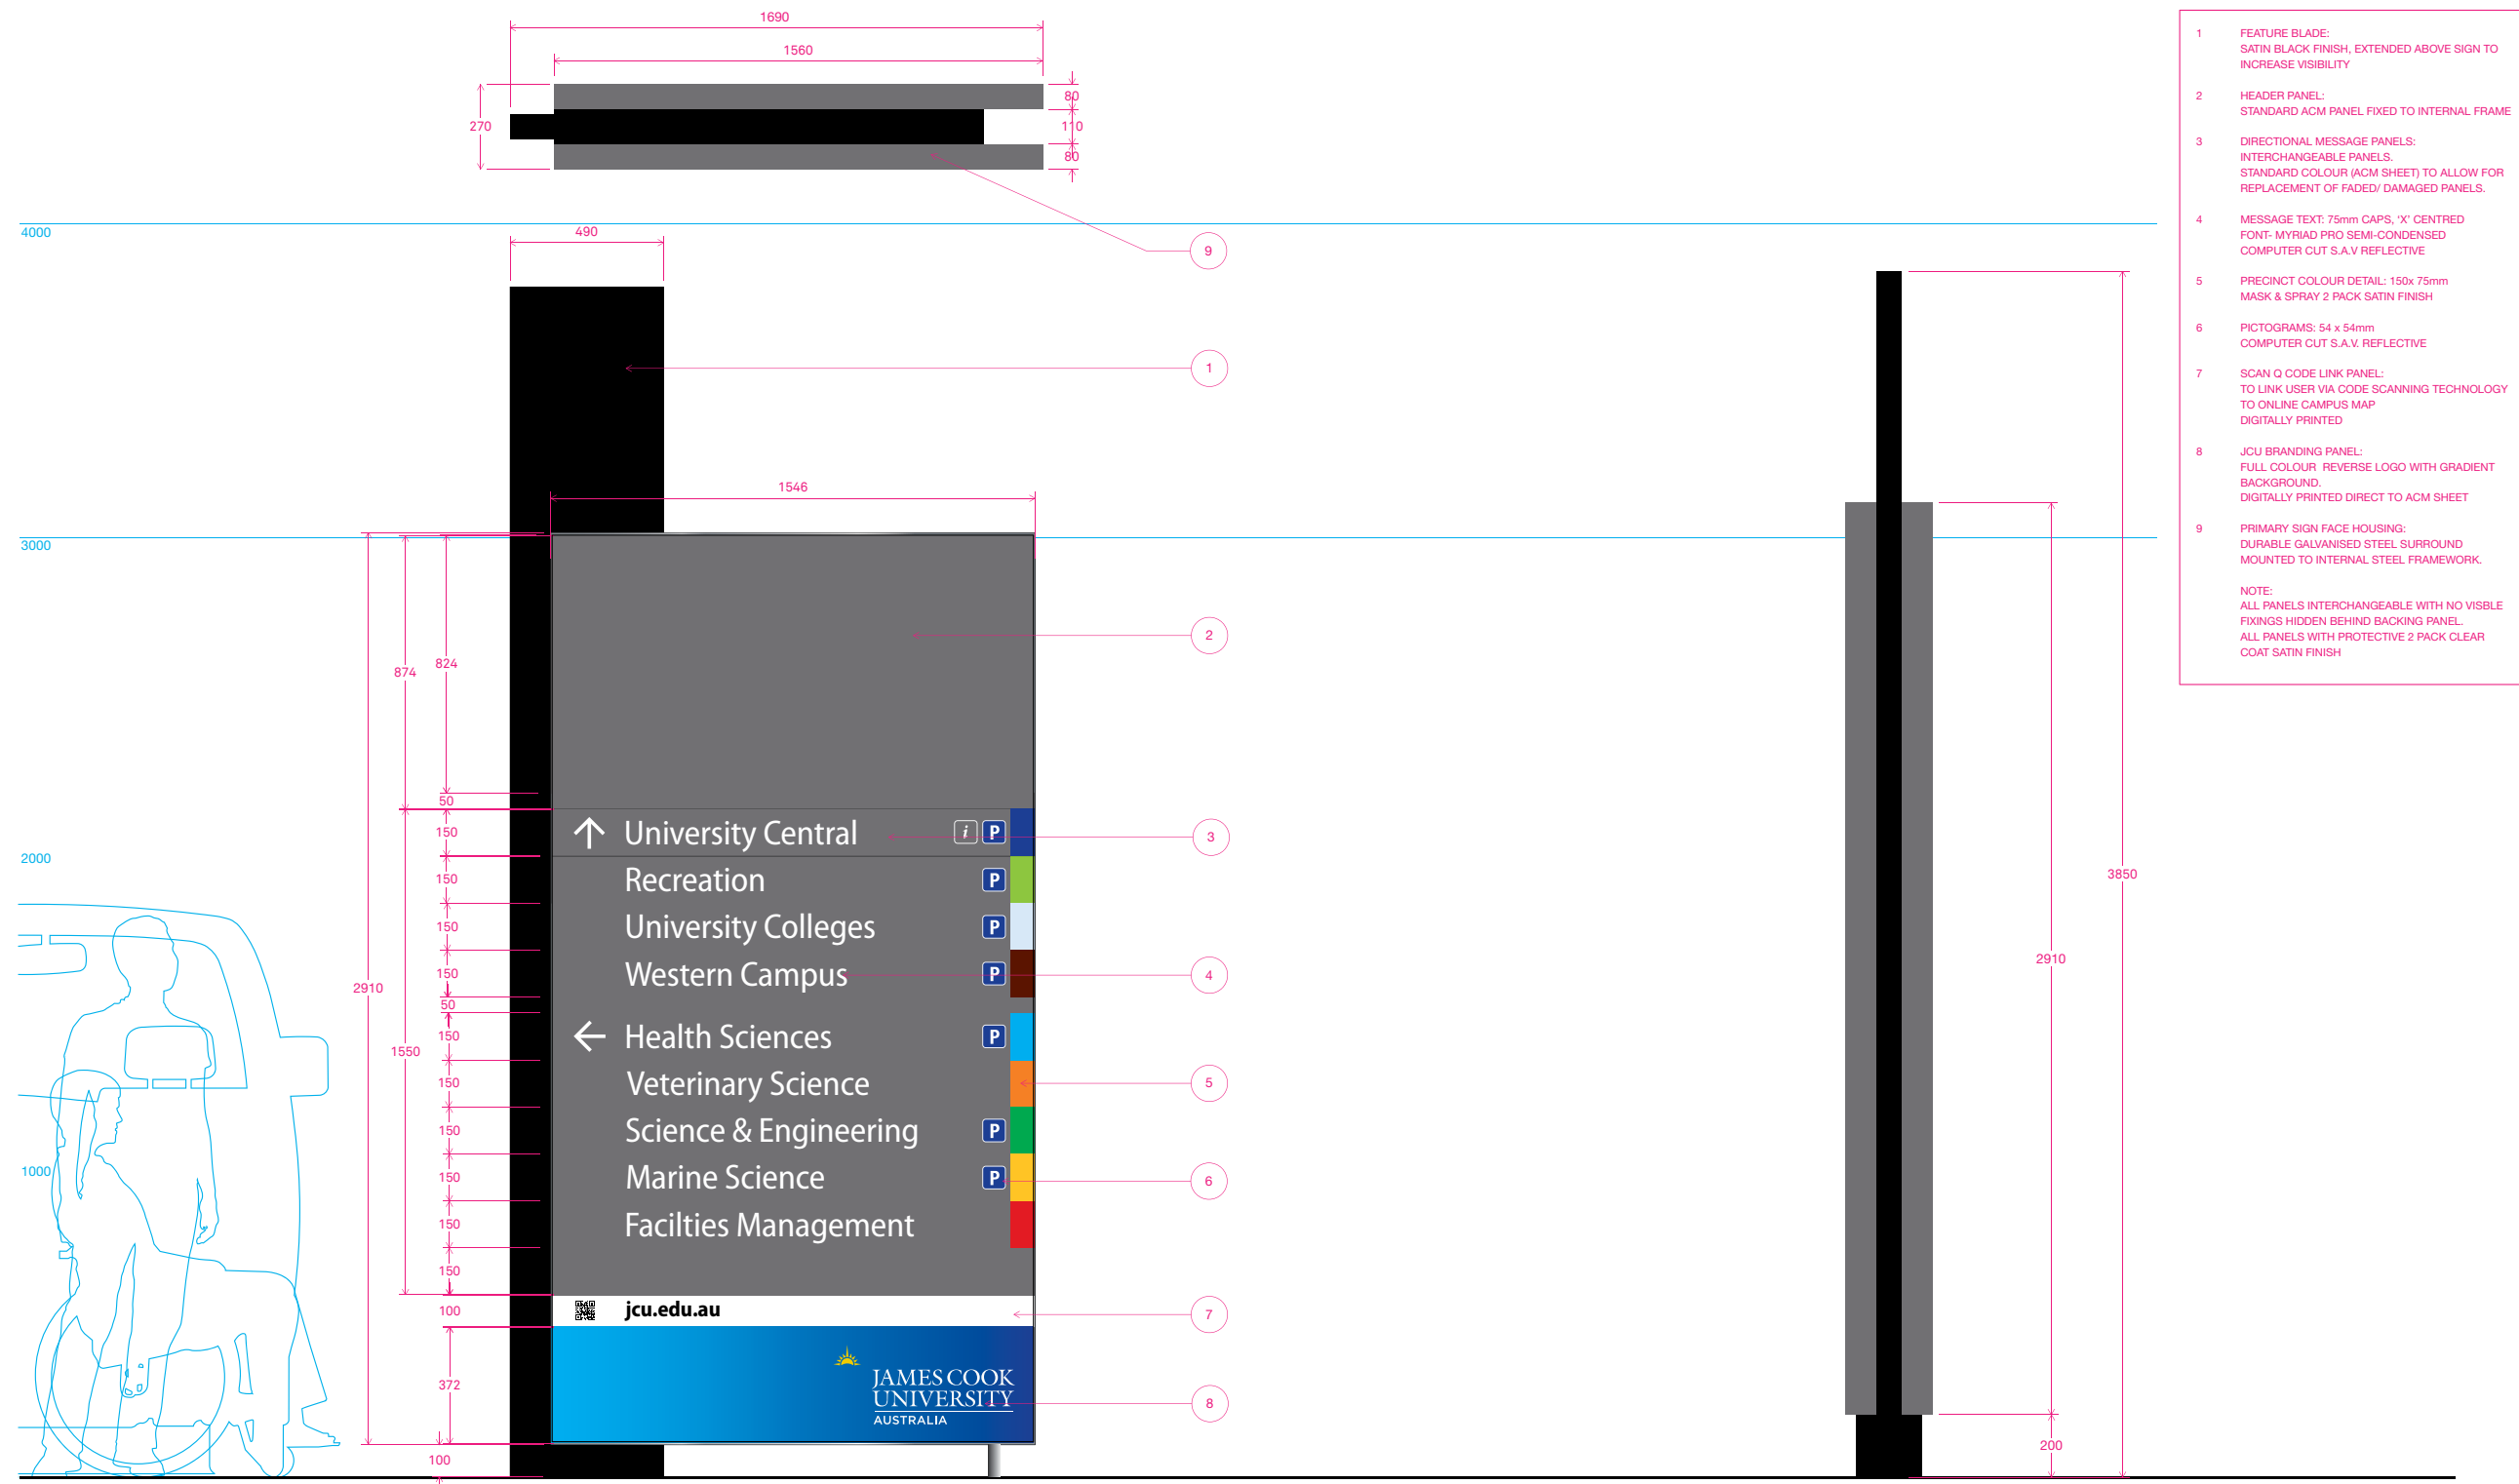 1690
1560
80
270
110
80
4000
490
9
1
1546
3000
2
874
824
50
150
University Central
i
P
3
2000
150
Recreation
P
3850
150
University Colleges
P
150
Western Campus
P
4
2910
2910
50
150
Health Sciences
P
1550
150
Veterinary Science
5
150
Science & Engineering
P
1000
150
Marine Science
P
6
150
Facilties Management
150
100
jcu.edu.au
7
372
JAMES COOK
UNIVERSITY
AUSTRALIA
8
100
200
1 FEATURE BLADE:
SATIN BLACK FINISH, EXTENDED ABOVE SIGN TO
INCREASE VISIBILITY
2 HEADER PANEL:
STANDARD ACM PANEL FIXED TO INTERNAL FRAME
3 DIRECTIONAL MESSAGE PANELS:
INTERCHANGEABLE PANELS.
STANDARD COLOUR (ACM SHEET) TO ALLOW FOR
REPLACEMENT OF FADED/ DAMAGED PANELS.
4 MESSAGE TEXT: 75mm CAPS, ‘X’ CENTRED
FONT- MYRIAD PRO SEMI-CONDENSED
COMPUTER CUT S.A.V REFLECTIVE
5 PRECINCT COLOUR DETAIL: 150x 75mm
MASK & SPRAY 2 PACK SATIN FINISH
6 PICTOGRAMS: 54 x 54mm
COMPUTER CUT S.A.V. REFLECTIVE
7 SCAN Q CODE LINK PANEL:
TO LINK USER VIA CODE SCANNING TECHNOLOGY
TO ONLINE CAMPUS MAP
DIGITALLY PRINTED
8 JCU BRANDING PANEL:
FULL COLOUR REVERSE LOGO WITH GRADIENT
BACKGROUND.
DIGITALLY PRINTED DIRECT TO ACM SHEET
9 PRIMARY SIGN FACE HOUSING:
DURABLE GALVANISED STEEL SURROUND
MOUNTED TO INTERNAL STEEL FRAMEWORK.
NOTE:
ALL PANELS INTERCHANGEABLE WITH NO VISBLE
FIXINGS HIDDEN BEHIND BACKING PANEL.
ALL PANELS WITH PROTECTIVE 2 PACK CLEAR
COAT SATIN FINISH